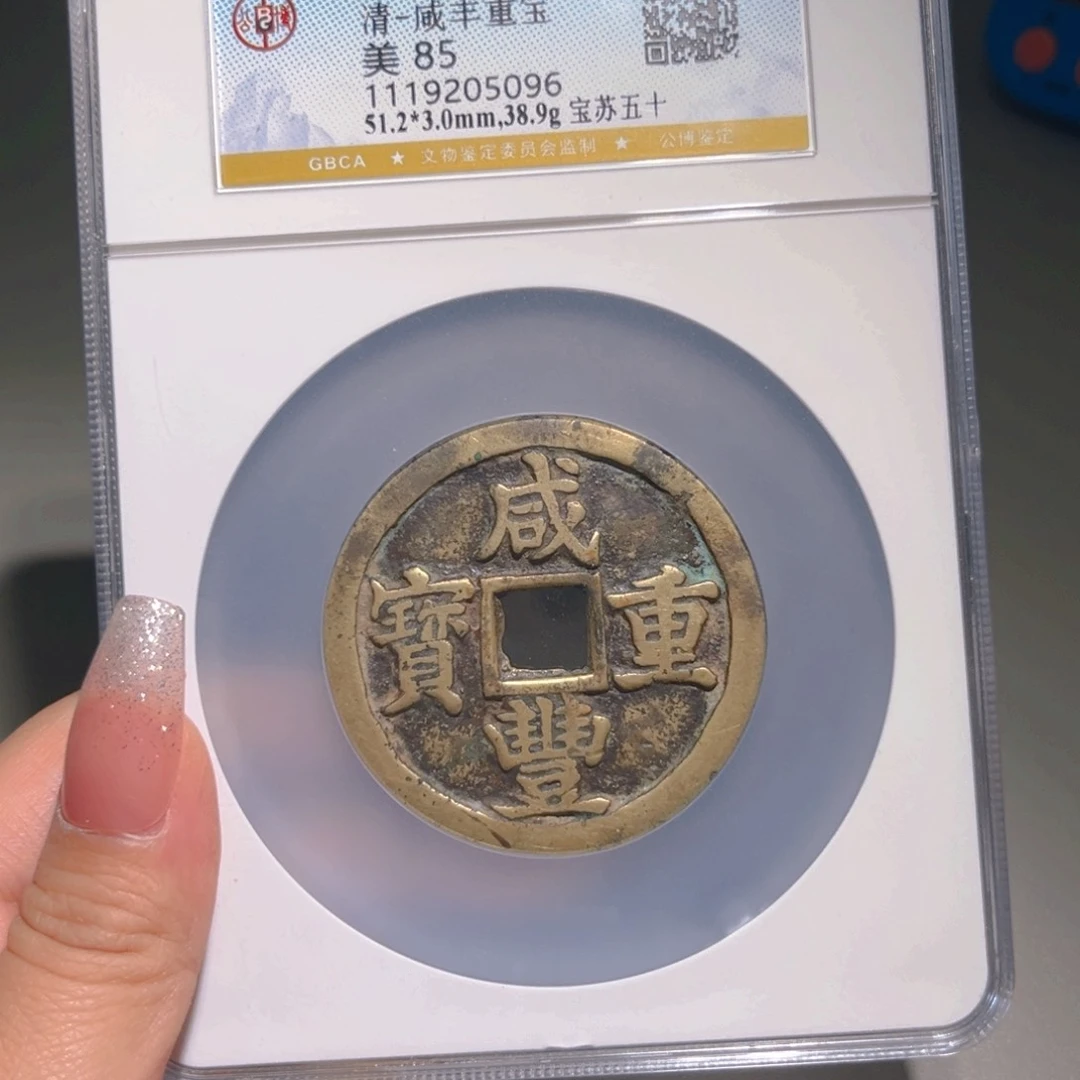 清-咸丰重宝
美 85
1119205096
51.2*3.0mm,38.9g 宝苏五十
GBCA ★ 文物鉴定委员会监制 ★ 公博鉴定
咸
寶 重
豐